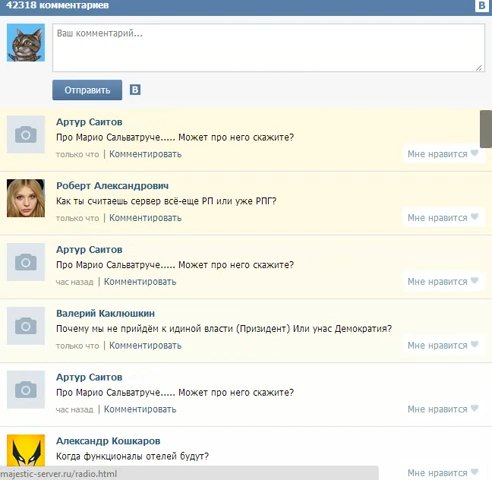 42318 комментариев
В
Ваш комментарий...
Отправить В
Артур Саитов
Про Марио Сальватруче..... Может про него скажите?
только что | Комментировать Мне нравится
Роберт Александрович
Как ты считаешь сервер всё-еще РП или уже РПГ?
только что | Комментировать Мне нравится
Артур Саитов
Про Марио Сальватруче..... Может про него скажите?
час назад | Комментировать Мне нравится
Валерий Каклюшкин
Почему мы не прийдём к идиной власти (Призидент) Или унас Демократия?
только что | Комментировать Мне нравится
Артур Саитов
Про Марио Сальватруче..... Может про него скажите?
час назад | Комментировать Мне нравится
Александр Кошкаров
Когда функционалы отелей будут?
majestic-server.ru/radio.html Мне нравится